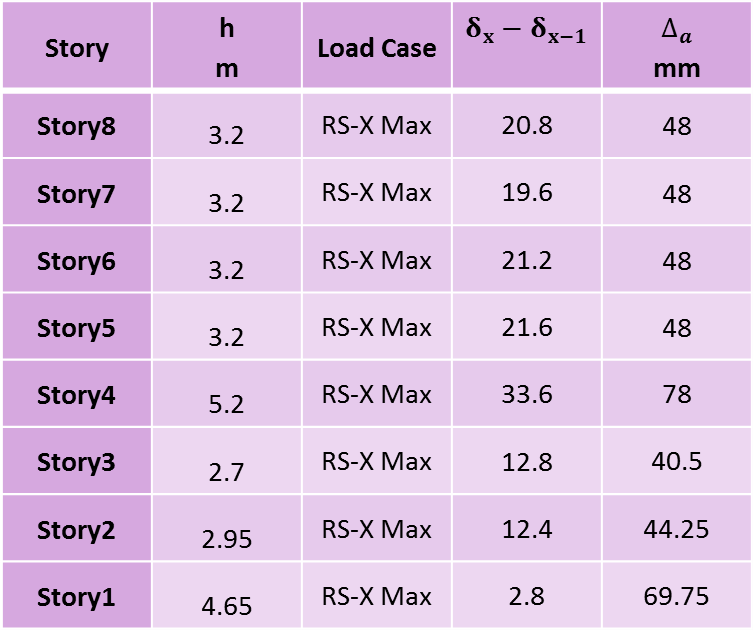 Story h m Load Case δx − δx−1 Δa mm
Story8 3.2 RS-X Max 20.8 48
Story7 3.2 RS-X Max 19.6 48
Story6 3.2 RS-X Max 21.2 48
Story5 3.2 RS-X Max 21.6 48
Story4 5.2 RS-X Max 33.6 78
Story3 2.7 RS-X Max 12.8 40.5
Story2 2.95 RS-X Max 12.4 44.25
Story1 4.65 RS-X Max 2.8 69.75